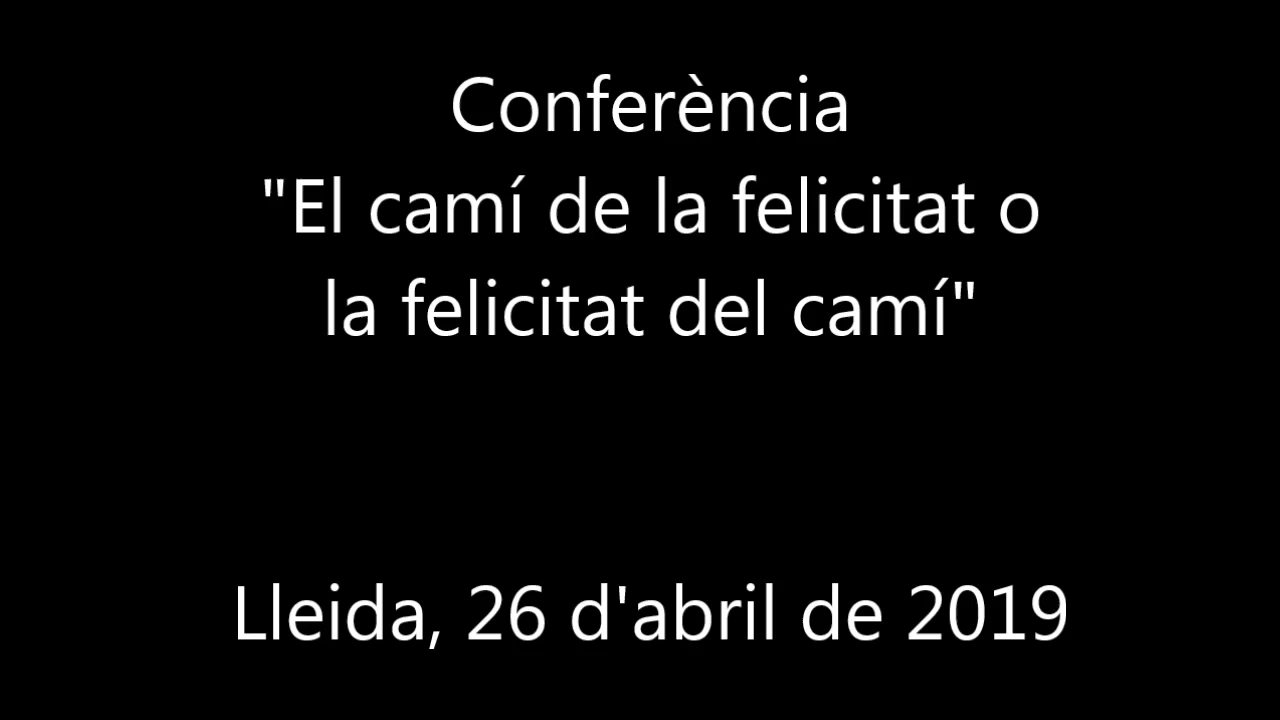 Conferència
"El camí de la felicitat o
la felicitat del camí"
Lleida, 26 d'abril de 2019